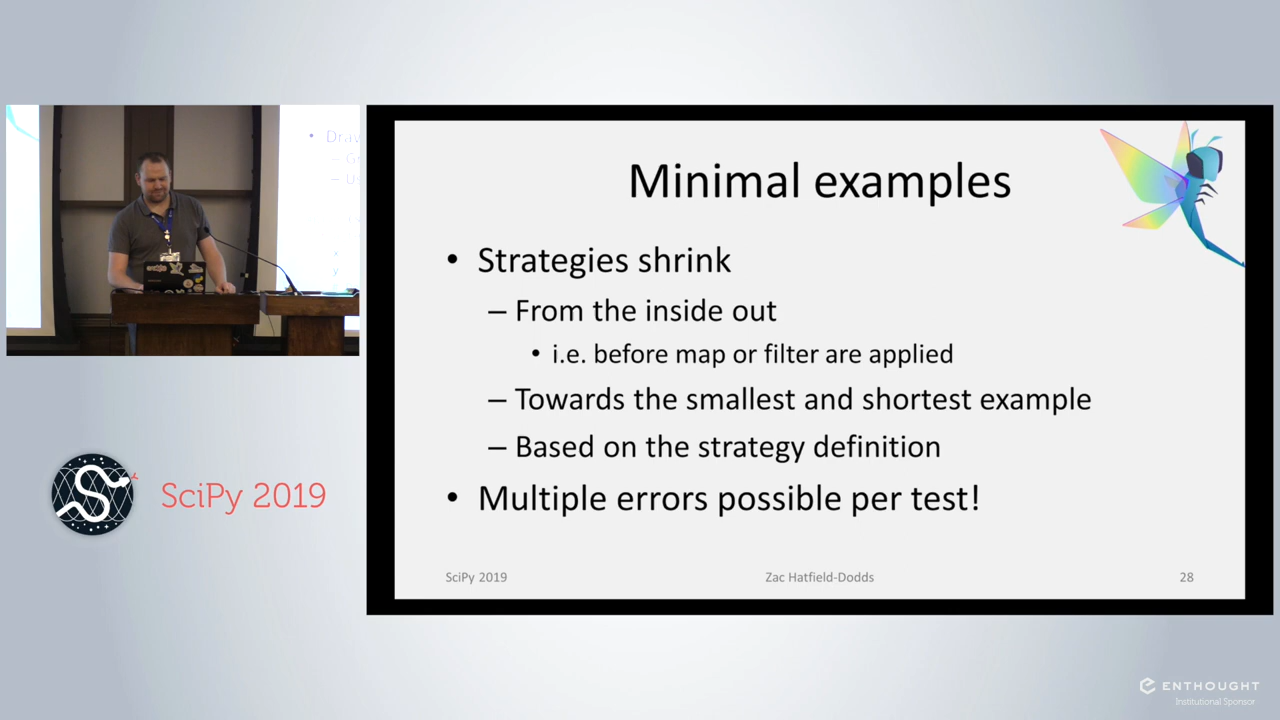 Minimal examples
• Strategies shrink
– From the inside out
• i.e. before map or filter are applied
– Towards the smallest and shortest example
– Based on the strategy definition
• Multiple errors possible per test!
SciPy 2019 Zac Hatfield-Dodds 28
SciPy 2019
ENTHOUGHT
Institutional Sponsor